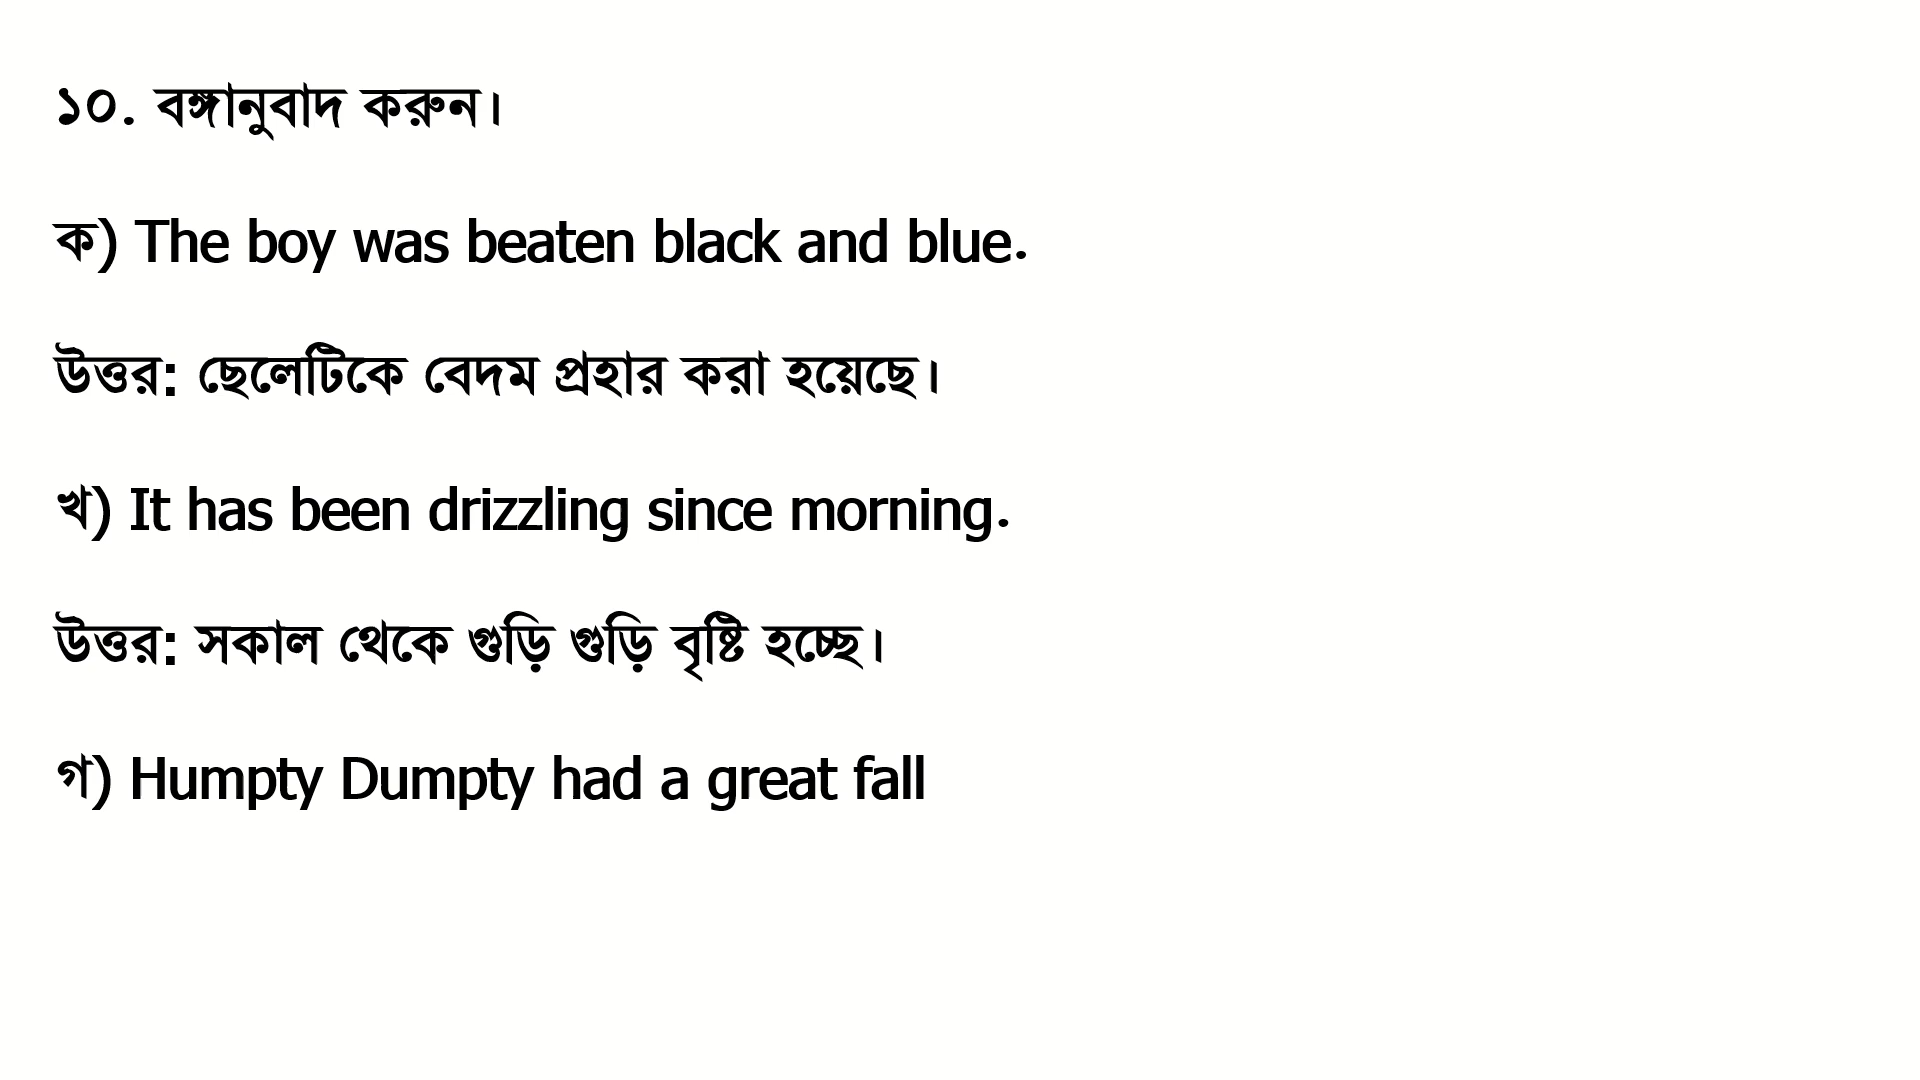 ১০. বঙ্গানুবাদ করুন।
ক) The boy was beaten black and blue.
উত্তর: ছেলেটিকে বেদম প্রহার করা হয়েছে।
খ) It has been drizzling since morning.
উত্তর: সকাল থেকে গুড়ি গুড়ি বৃষ্টি হচ্ছে।
গ) Humpty Dumpty had a great fall